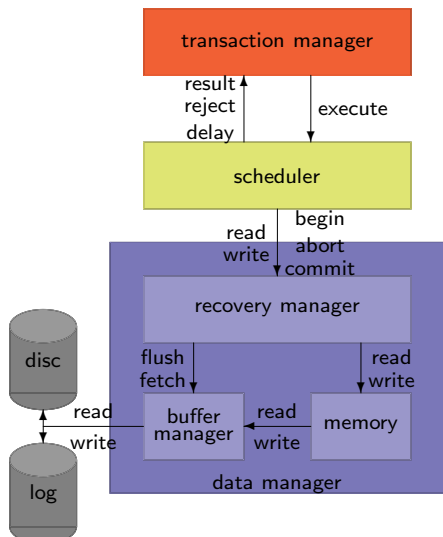 transaction manager
result
reject
delay
execute
scheduler
begin
read
write
abort
commit
recovery manager
flush
fetch
read
write
disc
read
write
buffer
manager
read
write
memory
log
data manager